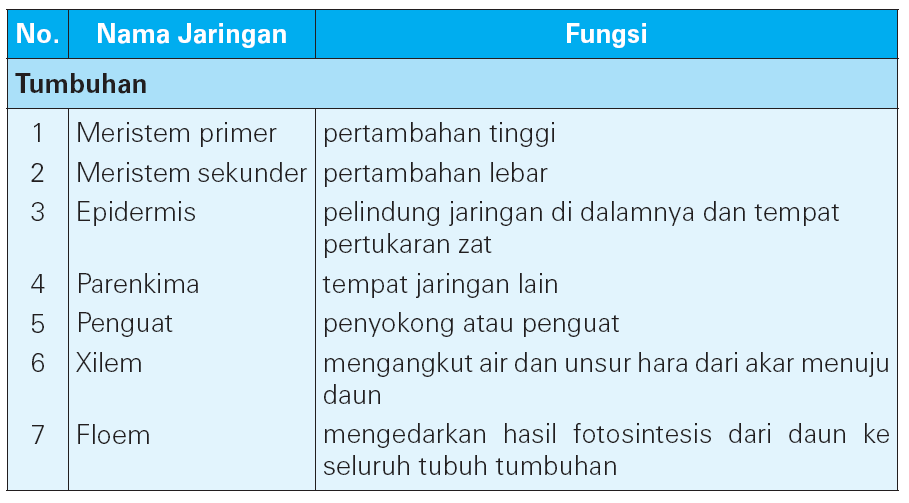 No. Nama Jaringan Fungsi
Tumbuhan
1 Meristem primer pertambahan tinggi
2 Meristem sekunder pertambahan lebar
3 Epidermis pelindung jaringan di dalamnya dan tempat
pertukaran zat
4 Parenkima tempat jaringan lain
5 Penguat penyokong atau penguat
6 Xilem mengangkut air dan unsur hara dari akar menuju
daun
7 Floem mengedarkan hasil fotosintesis dari daun ke
seluruh tubuh tumbuhan